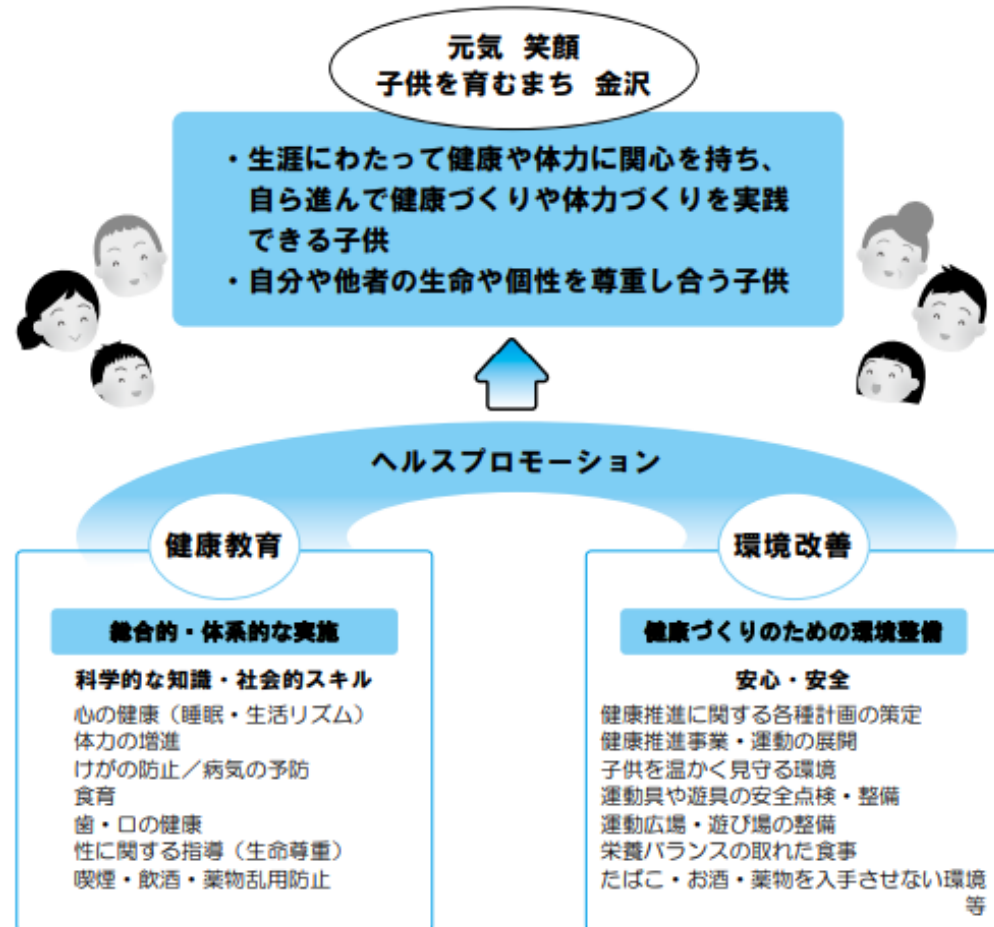 元気 笑顔
子供を育むまち 金沢
・生涯にわたって健康や体力に関心を持ち、
自ら進んで健康づくりや体力づくりを実践
できる子供
・自分や他者の生命や個性を尊重し合う子供
ヘルスプロモーション
健康教育
総合的・体系的な実施
科学的な知識・社会的スキル
心の健康（睡眠・生活リズム）
体力の増進
けがの防止／病気の予防
食育
歯・口の健康
性に関する指導（生命尊重）
喫煙・飲酒・薬物乱用防止
環境改善
健康づくりのための環境整備
安心・安全
健康推進に関する各種計画の策定
健康推進事業・運動の展開
子供を温かく見守る環境
運動具や遊具の安全点検・整備
運動広場・遊び場の整備
栄養バランスの取れた食事
たばこ・お酒・薬物を入手させない環境
等